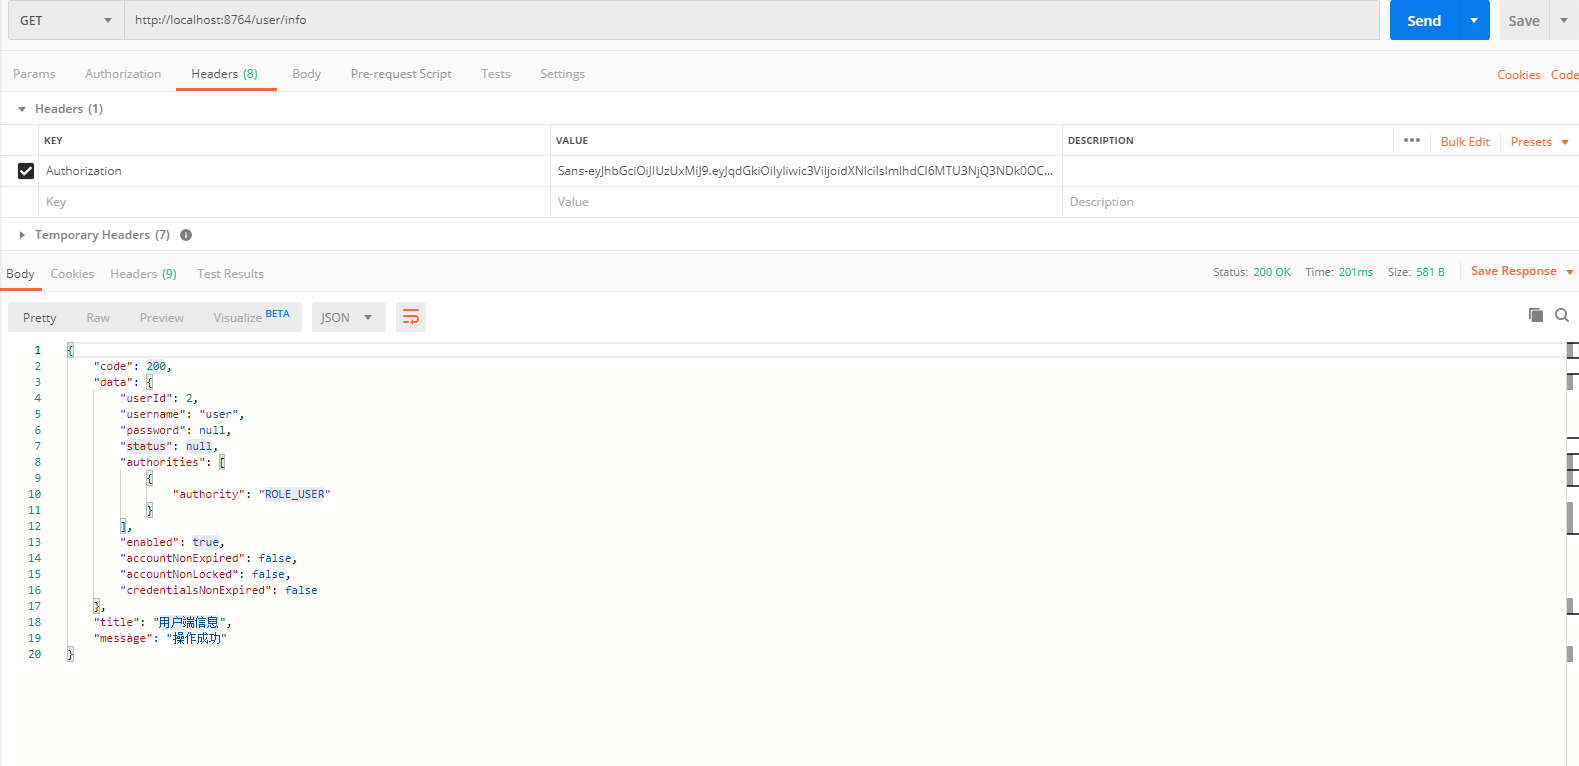 GET http://localhost:8764/user/info Send Save
Params Authorization Headers (8) Body Pre-request Script Tests Settings Cookies Code
Headers (1)
KEY VALUE DESCRIPTION ••• Bulk Edit Presets
Authorization Sans-eyJhbGciOiJIUzUxMiJ9.eyJqdGkiOiIyIiwic3ViIjoidXNlciIsImlhdCI6MTU3NjQ3NDk0OC...
Key Value Description
Temporary Headers (7)
Body Cookies Headers (9) Test Results Status: 200 OK Time: 201ms Size: 581 B Save Response
Pretty Raw Preview Visualize BETA JSON
1 {
2 "code": 200,
3 "data": {
4 "userId": 2,
5 "username": "user",
6 "password": null,
7 "status": null,
8 "authorities": [
9 {
10 "authority": "ROLE_USER"
11 }
12 ],
13 "enabled": true,
14 "accountNonExpired": false,
15 "accountNonLocked": false,
16 "credentialsNonExpired": false
17 },
18 "title": "用户端信息",
19 "message": "操作成功"
20 }